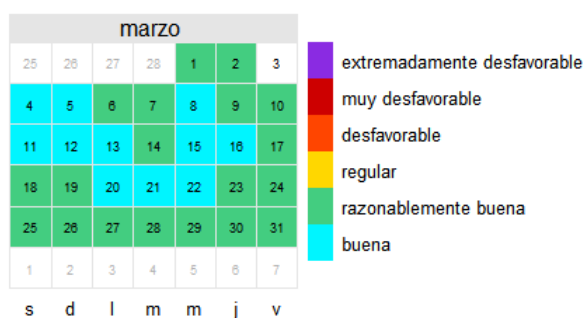 marzo
25 26 27 28 1 2 3
4 5 6 7 8 9 10
11 12 13 14 15 16 17
18 19 20 21 22 23 24
25 26 27 28 29 30 31
1 2 3 4 5 6 7
s d l m m j v
extremadamente desfavorable
muy desfavorable
desfavorable
regular
razonablemente buena
buena